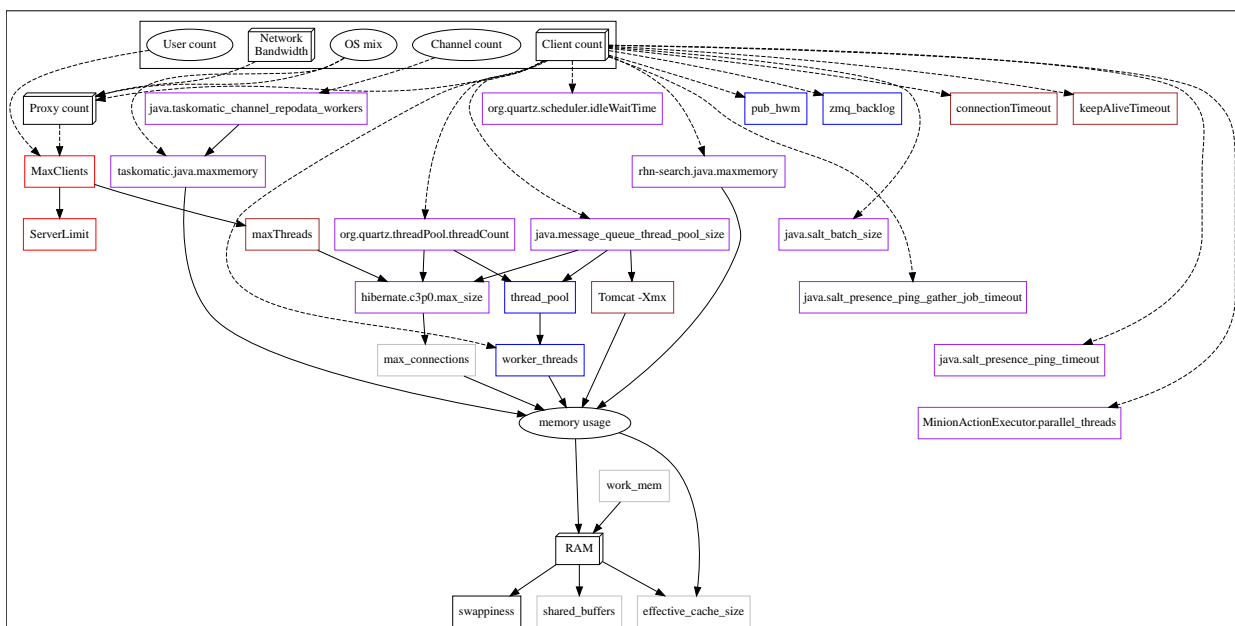 User count
Network
Bandwidth
OS mix
Channel count
Client count
Proxy count
java.taskomatic_channel_repodata_workers
org.quartz.scheduler.idleWaitTime
pub_hwm
zmq_backlog
connectionTimeout
keepAliveTimeout
MaxClients
taskomatic.java.maxmemory
rhn-search.java.maxmemory
ServerLimit
maxThreads
org.quartz.threadPool.threadCount
java.message_queue_thread_pool_size
java.salt_batch_size
hibernate.c3p0.max_size
thread_pool
Tomcat -Xmx
java.salt_presence_ping_gather_job_timeout
max_connections
worker_threads
java.salt_presence_ping_timeout
memory usage
MinionActionExecutor.parallel_threads
work_mem
RAM
swappiness
shared_buffers
effective_cache_size